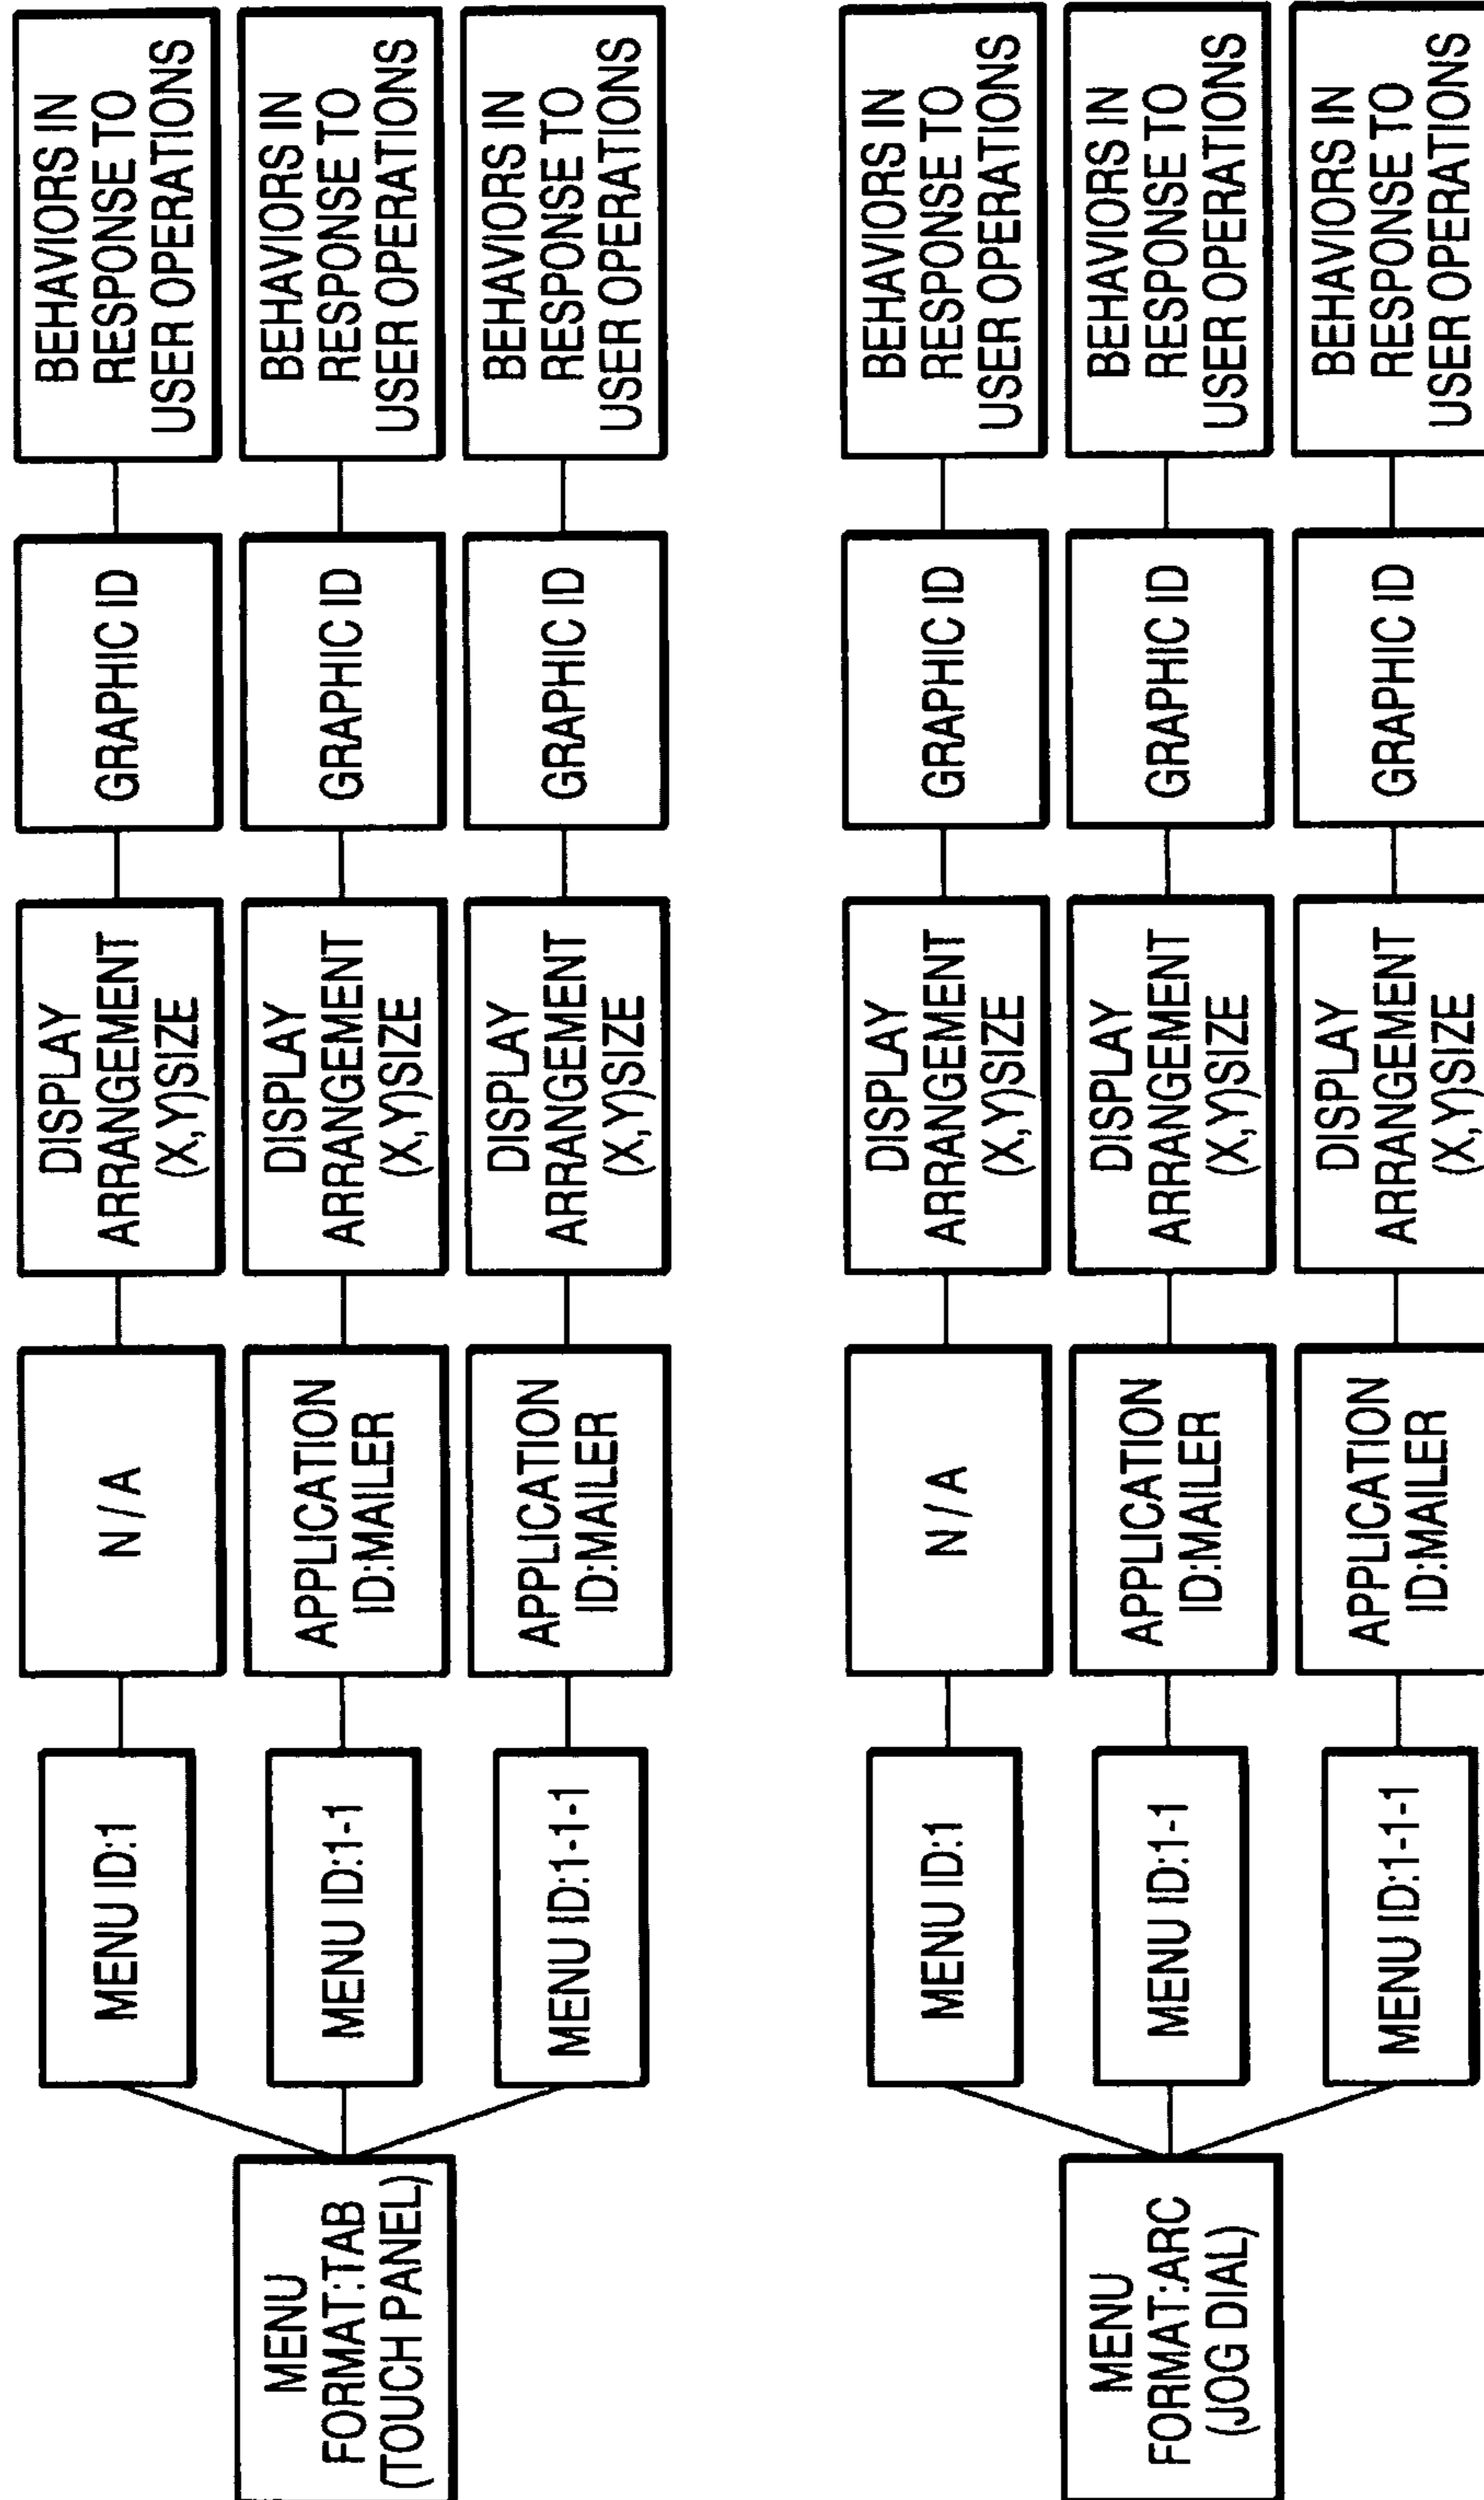 MENU
FORMAT:TAB
(TOUCH PANEL)
MENU ID:1
N/A
DISPLAY
ARRANGEMENT
(X,Y)SIZE
GRAPHIC ID
BEHAVIORS IN
RESPONSE TO
USER OPERATIONS
MENU ID:1-1
APPLICATION
ID:MAILER
DISPLAY
ARRANGEMENT
(X,Y)SIZE
GRAPHIC ID
BEHAVIORS IN
RESPONSE TO
USER OPERATIONS
MENU ID:1-1-1
APPLICATION
ID:MAILER
DISPLAY
ARRANGEMENT
(X,Y)SIZE
GRAPHIC ID
BEHAVIORS IN
RESPONSE TO
USER OPERATIONS
MENU
FORMAT:ARC
(JOG DIAL)
MENU ID:1
N/A
DISPLAY
ARRANGEMENT
(X,Y)SIZE
GRAPHIC ID
BEHAVIORS IN
RESPONSE TO
USER OPERATIONS
MENU ID:1-1
APPLICATION
ID:MAILER
DISPLAY
ARRANGEMENT
(X,Y)SIZE
GRAPHIC ID
BEHAVIORS IN
RESPONSE TO
USER OPERATIONS
MENU ID:1-1-1
APPLICATION
ID:MAILER
DISPLAY
ARRANGEMENT
(X,Y)SIZE
GRAPHIC ID
BEHAVIORS IN
RESPONSE TO
USER OPERATIONS